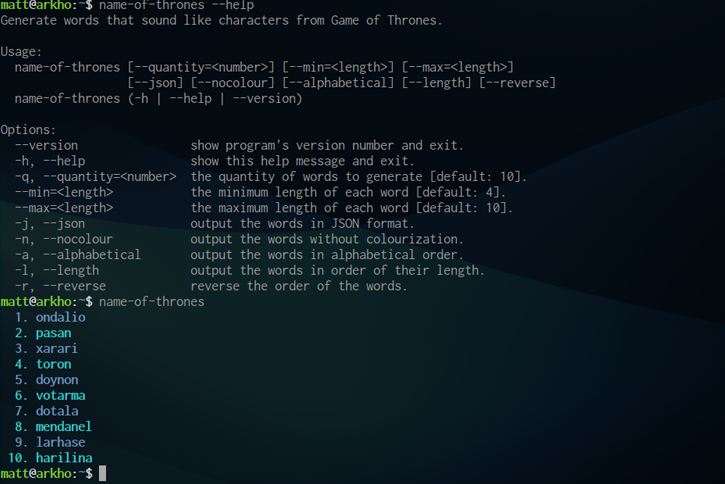 matt@arkho:~$ name-of-thrones --help
Generate words that sound like characters from Game of Thrones.

Usage:
  name-of-thrones [--quantity=<number>] [--min=<length>] [--max=<length>]
                  [--json] [--nocolour] [--alphabetical] [--length] [--reverse]
  name-of-thrones (-h | --help | --version)

Options:
  --version                show program's version number and exit.
  -h, --help               show this help message and exit.
  -q, --quantity=<number>  the quantity of words to generate [default: 10].
  --min=<length>           the minimum length of each word [default: 4].
  --max=<length>           the maximum length of each word [default: 10].
  -j, --json               output the words in JSON format.
  -n, --nocolour           output the words without colourization.
  -a, --alphabetical       output the words in alphabetical order.
  -l, --length             output the words in order of their length.
  -r, --reverse            reverse the order of the words.
matt@arkho:~$ name-of-thrones
  1. ondalio
  2. pasan
  3. xarari
  4. toron
  5. doynon
  6. votarma
  7. dotala
  8. mendanel
  9. larhase
 10. harilina
matt@arkho:~$